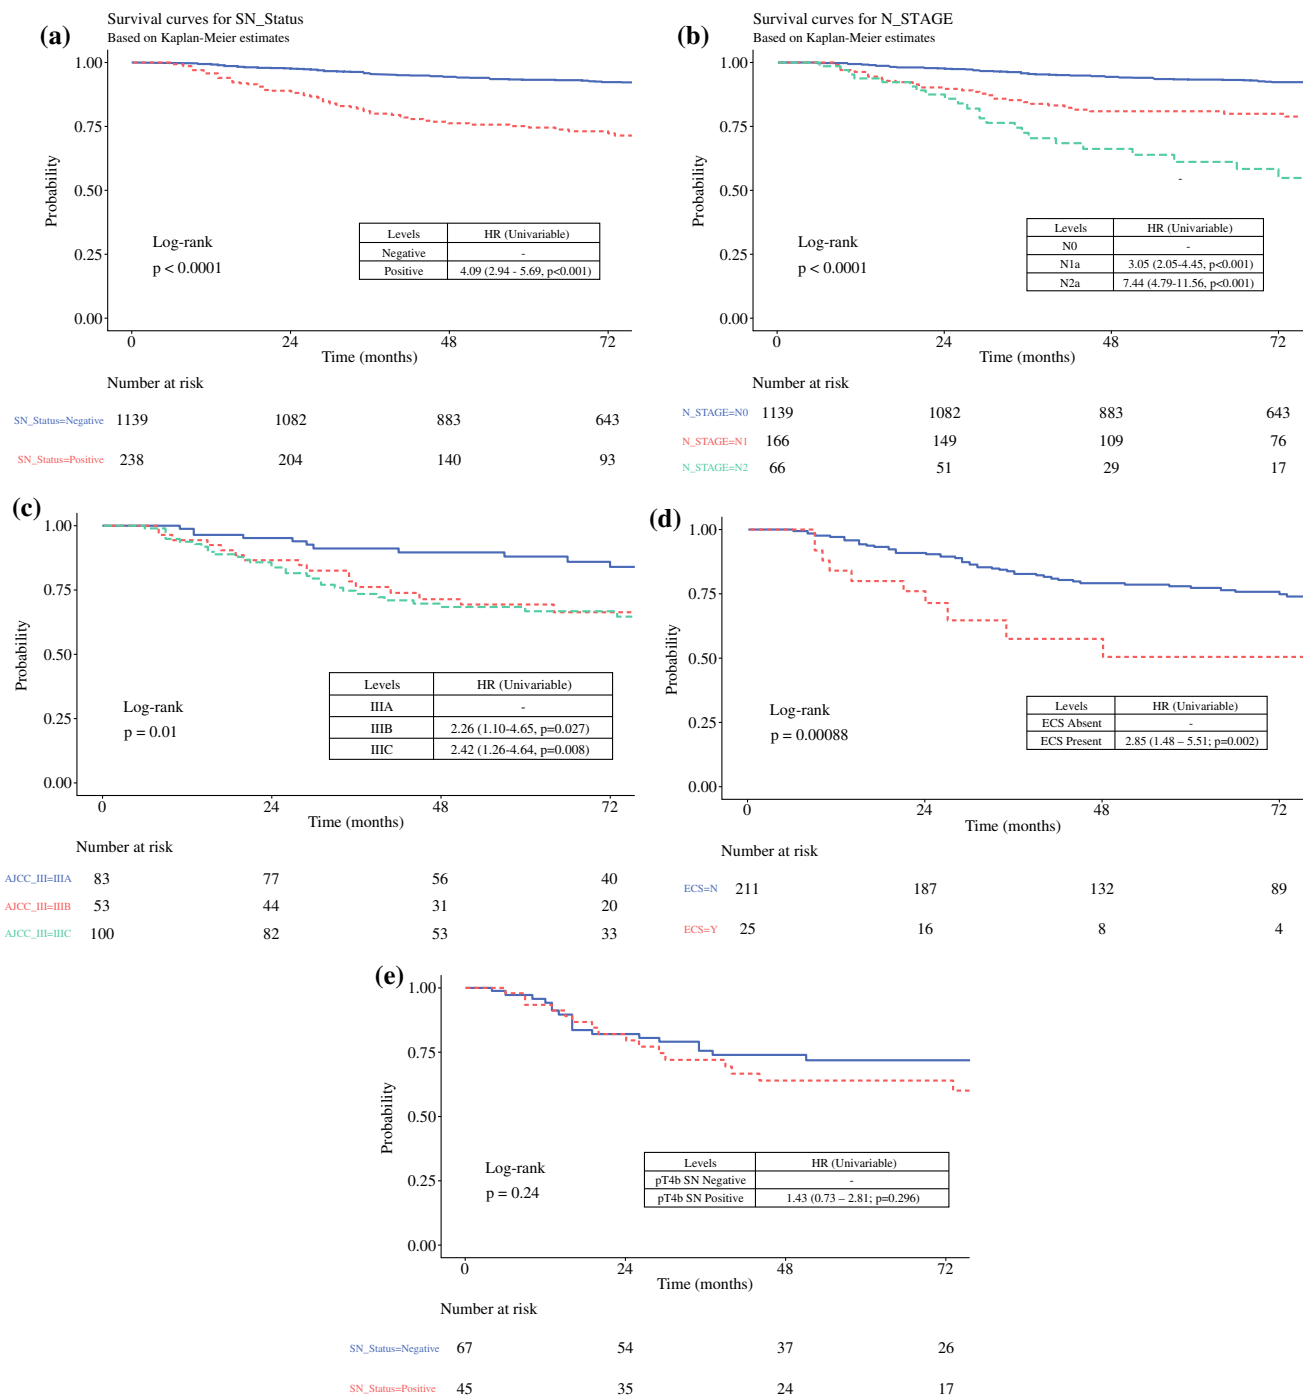 (a)
Survival curves for SN_Status
Based on Kaplan-Meier estimates
1.00
0.75
0.50
0.25
0.00
Probability
Log-rank
p < 0.0001
Levels HR (Univariable)
Negative -
Positive 4.09 (2.94 - 5.69, p<0.001)
0 24 48 72
Time (months)
Number at risk
SN_Status=Negative 1139 1082 883 643
SN_Status=Positive 238 204 140 93
(b)
Survival curves for N_STAGE
Based on Kaplan-Meier estimates
1.00
0.75
0.50
0.25
0.00
Probability
-
Log-rank
p < 0.0001
Levels HR (Univariable)
N0 -
N1a 3.05 (2.05-4.45, p<0.001)
N2a 7.44 (4.79-11.56, p<0.001)
0 24 48 72
Time (months)
Number at risk
N_STAGE=N0 1139 1082 883 643
N_STAGE=N1 166 149 109 76
N_STAGE=N2 66 51 29 17
(c)
1.00
0.75
0.50
0.25
0.00
Probability
Log-rank
p = 0.01
Levels HR (Univariable)
IIIA -
IIIB 2.26 (1.10-4.65, p=0.027)
IIIC 2.42 (1.26-4.64, p=0.008)
0 24 48 72
Time (months)
Number at risk
AJCC_III=IIIA 83 77 56 40
AJCC_III=IIIB 53 44 31 20
AJCC_III=IIIC 100 82 53 33
(d)
1.00
0.75
0.50
0.25
0.00
Probability
Log-rank
p = 0.00088
Levels HR (Univariable)
ECS Absent -
ECS Present 2.85 (1.48 – 5.51; p=0.002)
0 24 48 72
Time (months)
Number at risk
ECS=N 211 187 132 89
ECS=Y 25 16 8 4
(e)
1.00
0.75
0.50
0.25
0.00
Probability
Log-rank
p = 0.24
Levels HR (Univariable)
pT4b SN Negative -
pT4b SN Positive 1.43 (0.73 – 2.81; p=0.296)
0 24 48 72
Time (months)
Number at risk
SN_Status=Negative 67 54 37 26
SN_Status=Positive 45 35 24 17